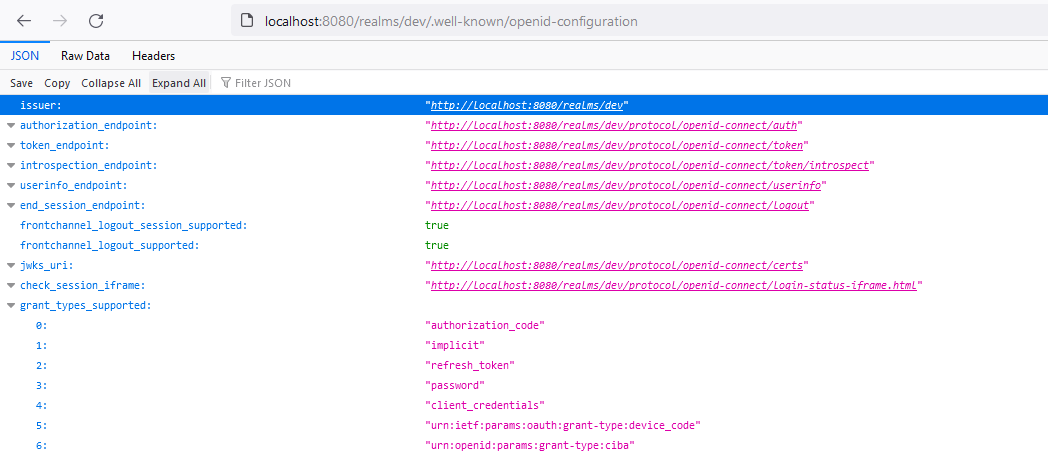 localhost:8080/realms/dev/.well-known/openid-configuration
JSON Raw Data Headers
Save Copy Collapse All Expand All Filter JSON
issuer: "http://localhost:8080/realms/dev"
authorization_endpoint: "http://localhost:8080/realms/dev/protocol/openid-connect/auth"
token_endpoint: "http://localhost:8080/realms/dev/protocol/openid-connect/token"
introspection_endpoint: "http://localhost:8080/realms/dev/protocol/openid-connect/token/introspect"
userinfo_endpoint: "http://localhost:8080/realms/dev/protocol/openid-connect/userinfo"
end_session_endpoint: "http://localhost:8080/realms/dev/protocol/openid-connect/logout"
frontchannel_logout_session_supported: true
frontchannel_logout_supported: true
jwks_uri: "http://localhost:8080/realms/dev/protocol/openid-connect/certs"
check_session_iframe: "http://localhost:8080/realms/dev/protocol/openid-connect/login-status-iframe.html"
grant_types_supported:
0: "authorization_code"
1: "implicit"
2: "refresh_token"
3: "password"
4: "client_credentials"
5: "urn:ietf:params:oauth:grant-type:device_code"
6: "urn:openid:params:grant-type:ciba"